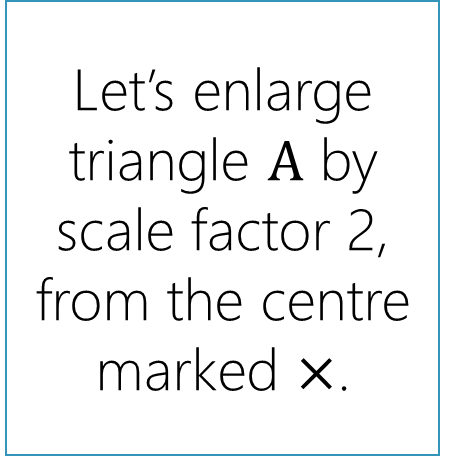 Let's enlarge
triangle A by
scale factor 2,
from the centre
marked ×.